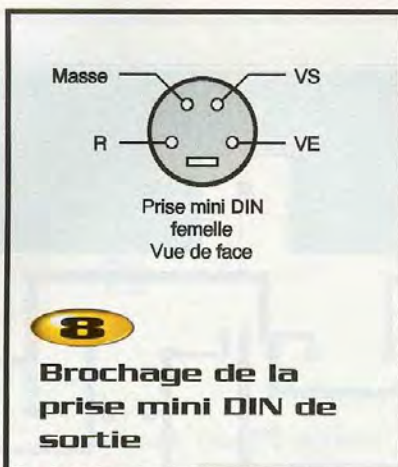 Masse VS
R VE
Prise mini DIN
femelle
Vue de face
8
Brochage de la
prise mini DIN de
sortie